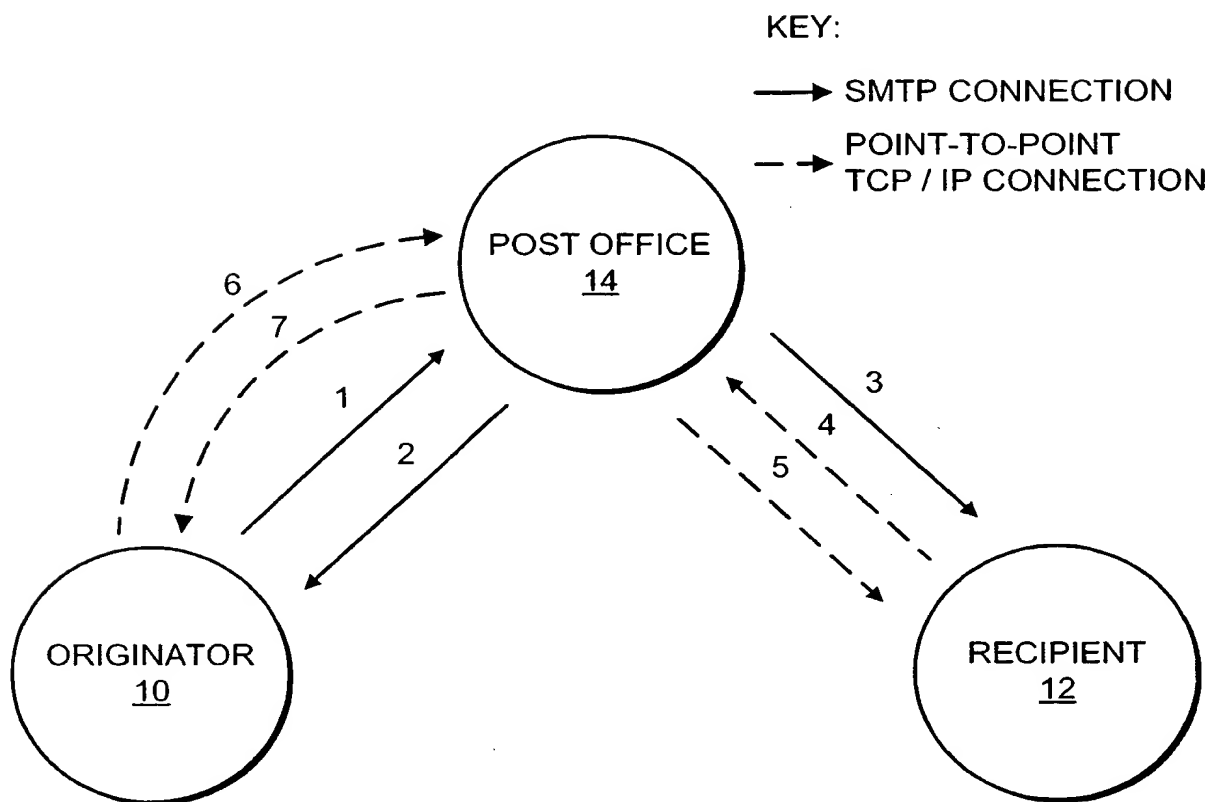 KEY:
SMTP CONNECTION
POINT-TO-POINT
TCP / IP CONNECTION
POST OFFICE
14
6
7
1
2
3
4
5
ORIGINATOR
10
RECIPIENT
12